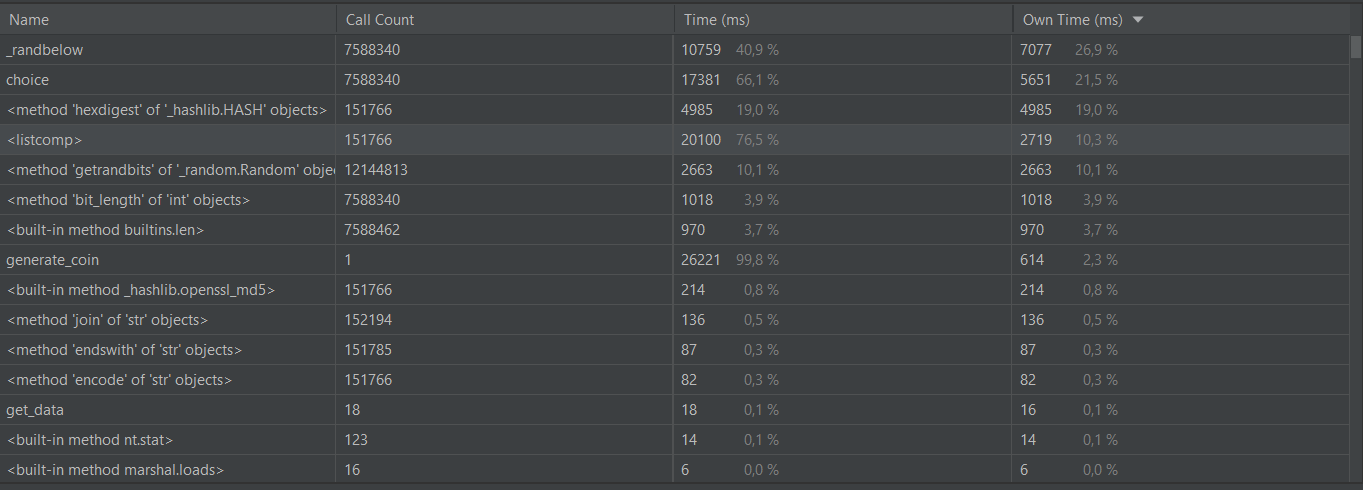 Name Call Count Time (ms) Own Time (ms)
_randbelow 7588340 10759 40,9 % 7077 26,9 %
choice 7588340 17381 66,1 % 5651 21,5 %
<method 'hexdigest' of '_hashlib.HASH' objects> 151766 4985 19,0 % 4985 19,0 %
<listcomp> 151766 20100 76,5 % 2719 10,3 %
<method 'getrandbits' of '_random.Random' obje 12144813 2663 10,1 % 2663 10,1 %
<method 'bit_length' of 'int' objects> 7588340 1018 3,9 % 1018 3,9 %
<built-in method builtins.len> 7588462 970 3,7 % 970 3,7 %
generate_coin 1 26221 99,8 % 614 2,3 %
<built-in method _hashlib.openssl_md5> 151766 214 0,8 % 214 0,8 %
<method 'join' of 'str' objects> 152194 136 0,5 % 136 0,5 %
<method 'endswith' of 'str' objects> 151785 87 0,3 % 87 0,3 %
<method 'encode' of 'str' objects> 151766 82 0,3 % 82 0,3 %
get_data 18 18 0,1 % 16 0,1 %
<built-in method nt.stat> 123 14 0,1 % 14 0,1 %
<built-in method marshal.loads> 16 6 0,0 % 6 0,0 %